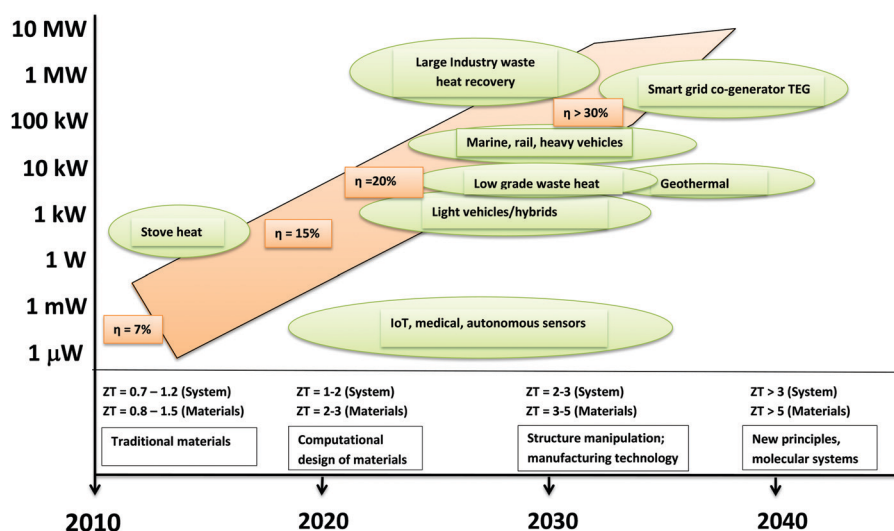 10 MW
1 MW
100 kW
10 kW
1 kW
1 W
1 mW
1 μW
Large Industry waste
heat recovery
Smart grid co-generator TEG
η > 30%
Marine, rail, heavy vehicles
η =20%
Low grade waste heat
Geothermal
Light vehicles/hybrids
Stove heat
η = 15%
IoT, medical, autonomous sensors
η = 7%
ZT = 0.7 – 1.2 (System)
ZT = 0.8 – 1.5 (Materials)
Traditional materials
ZT = 1-2 (System)
ZT = 2-3 (Materials)
Computational
design of materials
ZT = 2-3 (System)
ZT = 3-5 (Materials)
Structure manipulation;
manufacturing technology
ZT > 3 (System)
ZT > 5 (Materials)
New principles,
molecular systems
2010
2020
2030
2040